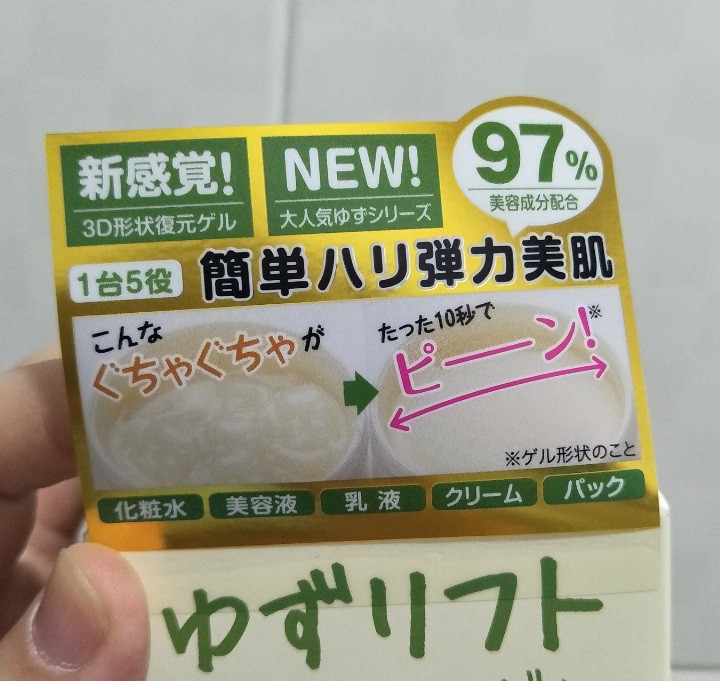 新感覚!
3D形状復元ゲル
NEW!
大人気ゆずシリーズ
97%
美容成分配合
1台5役
簡単ハリ弾力美肌
こんな
ぐちゃぐちゃが
たった10秒で
ピーーン!※
※ゲル形状のこと
化粧水 美容液 乳液 クリーム パック
ゆずリフト